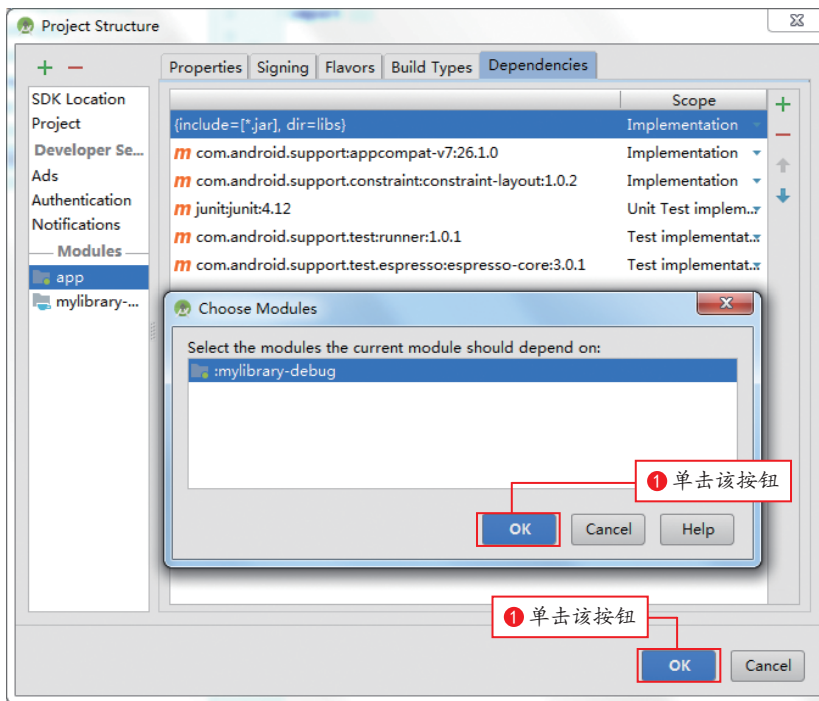 Project Structure
Properties Signing Flavors Build Types Dependencies
SDK Location
Project
Developer Se...
Ads
Authentication
Notifications
Modules
app
mylibrary-...
Scope
{include=[*.jar], dir=libs} Implementation
m com.android.support:appcompat-v7:26.1.0 Implementation
m com.android.support.constraint:constraint-layout:1.0.2 Implementation
m junit:junit:4.12 Unit Test implem...
m com.android.support.test:runner:1.0.1 Test implementat...
m com.android.support.test.espresso:espresso-core:3.0.1 Test implementat...
Choose Modules
Select the modules the current module should depend on:
:mylibrary-debug
1 单击该按钮
OK Cancel Help
1 单击该按钮
OK Cancel